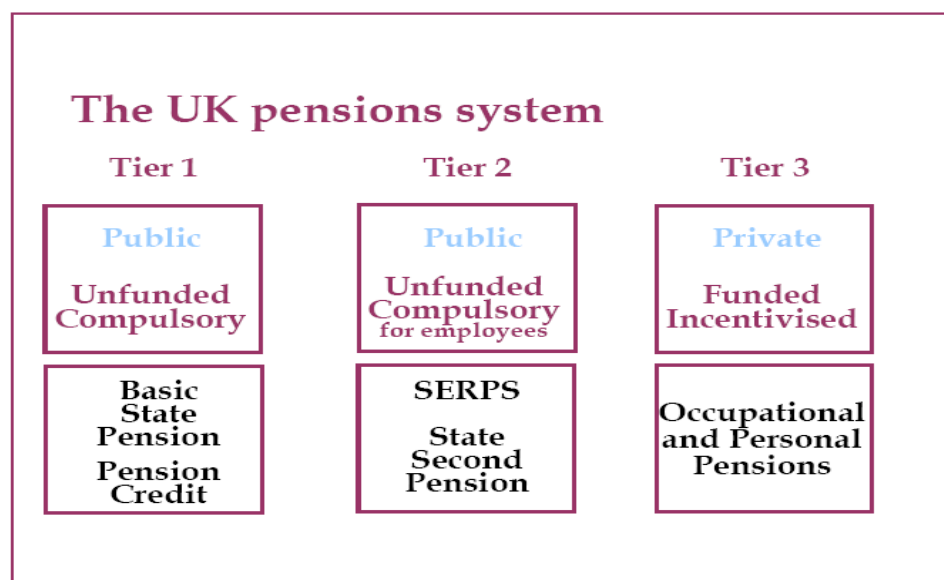 The UK pensions system
Tier 1
Public
Unfunded
Compulsory
Basic
State
Pension
Pension
Credit
Tier 2
Public
Unfunded
Compulsory
for employees
SERPS
State
Second
Pension
Tier 3
Private
Funded
Incentivised
Occupational
and Personal
Pensions